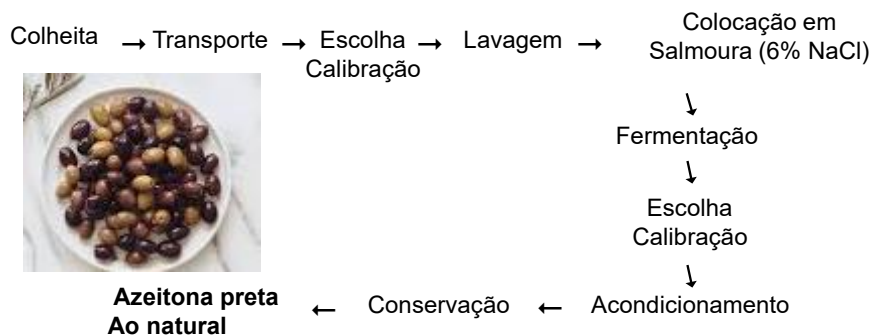 Colheita → Transporte → Escolha Calibração → Lavagem → Colocação em Salmoura (6% NaCl)
↓
Fermentação
↓
Escolha
Calibração
↓
Azeitona preta Ao natural ← Conservação ← Acondicionamento